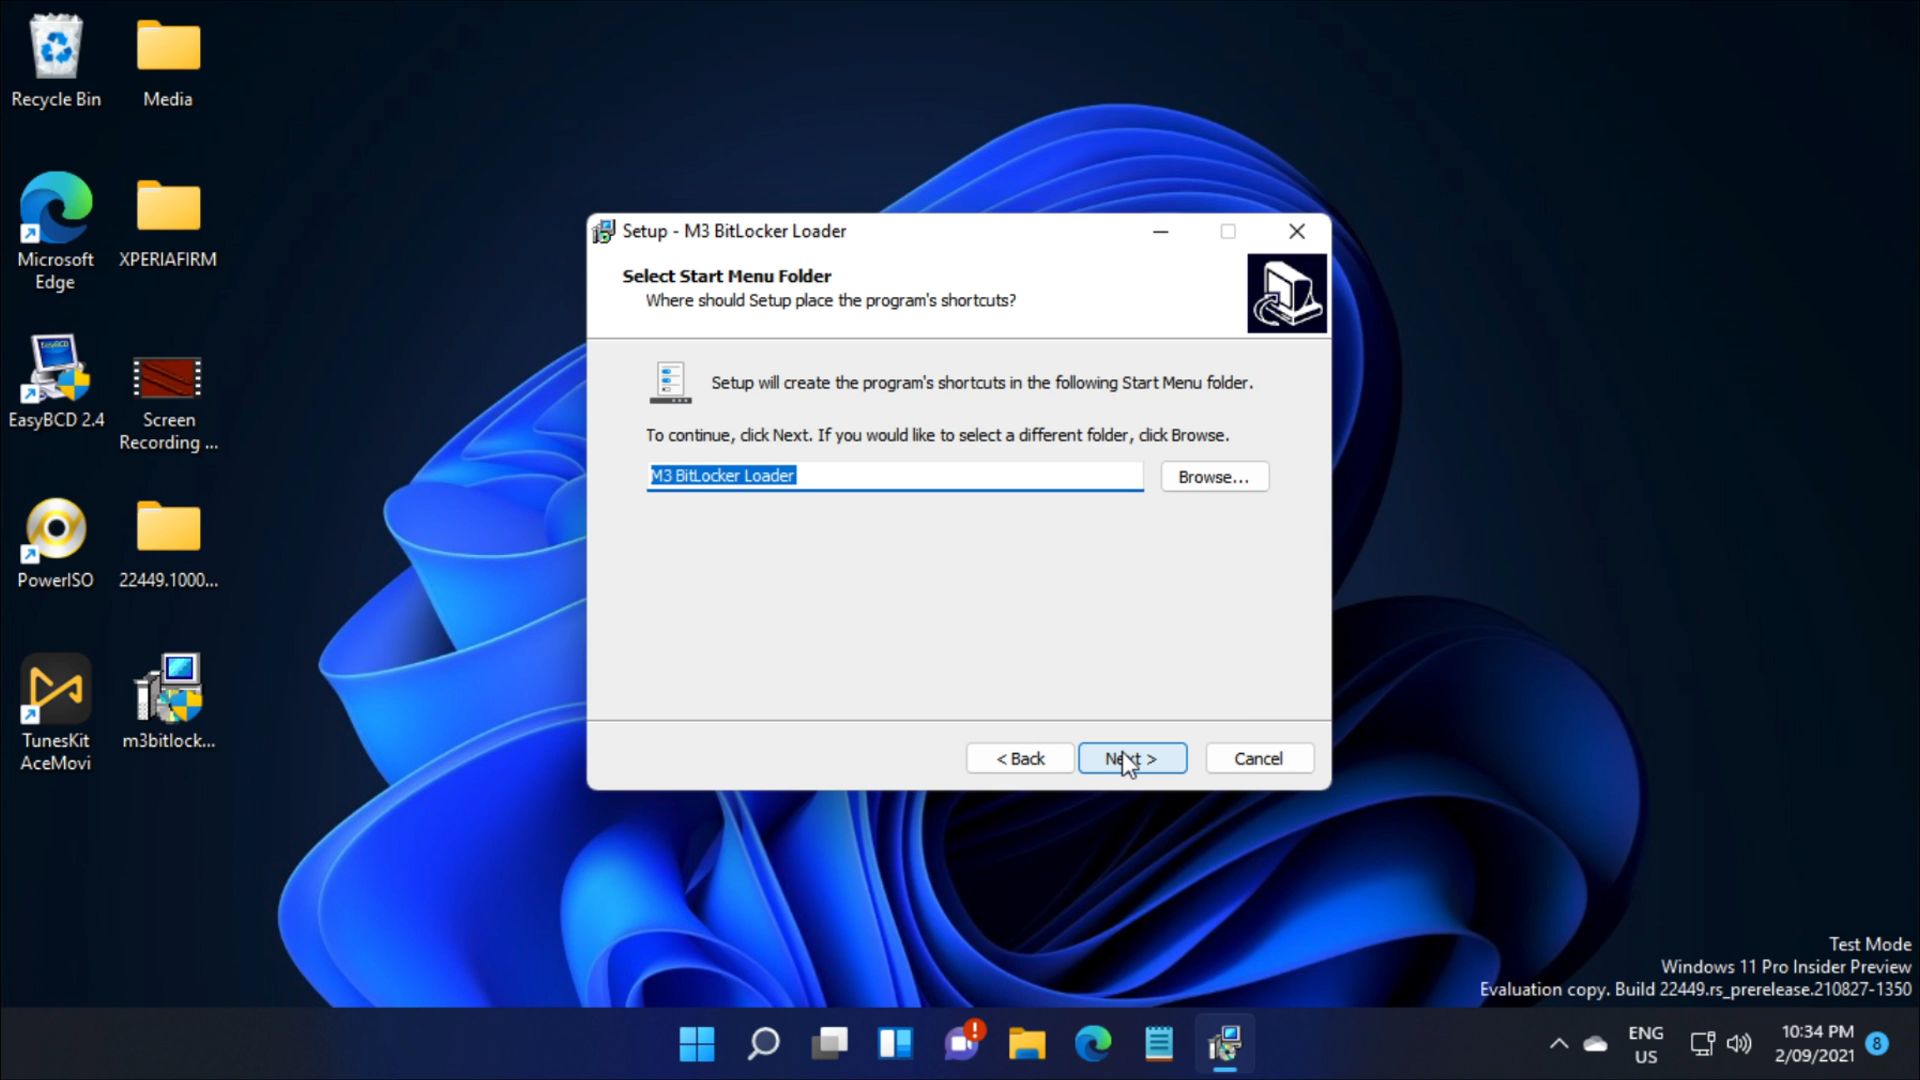 Recycle Bin
Media
Microsoft
Edge
XPERIAFIRM
EasyBCD
EasyBCD 2.4
Screen
Recording ...
PowerISO
22449.1000...
TunesKit
AceMovi
m3bitlock...
Setup - M3 BitLocker Loader
Select Start Menu Folder
Where should Setup place the program's shortcuts?
Setup will create the program's shortcuts in the following Start Menu folder.
To continue, click Next. If you would like to select a different folder, click Browse.
M3 BitLocker Loader
Browse...
< Back
Next >
Cancel
Test Mode
Windows 11 Pro Insider Preview
Evaluation copy. Build 22449.rs_prerelease.210827-1350
ENG
US
10:34 PM
2/09/2021
8